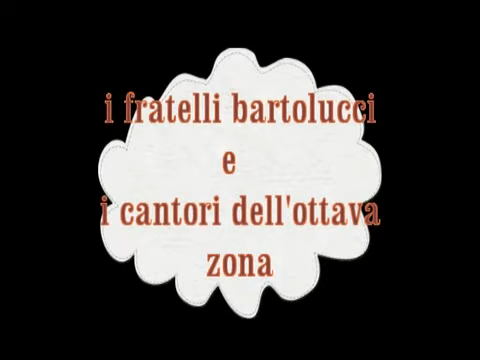 i fratelli bartolucci
e
i cantori dell'ottava
zona